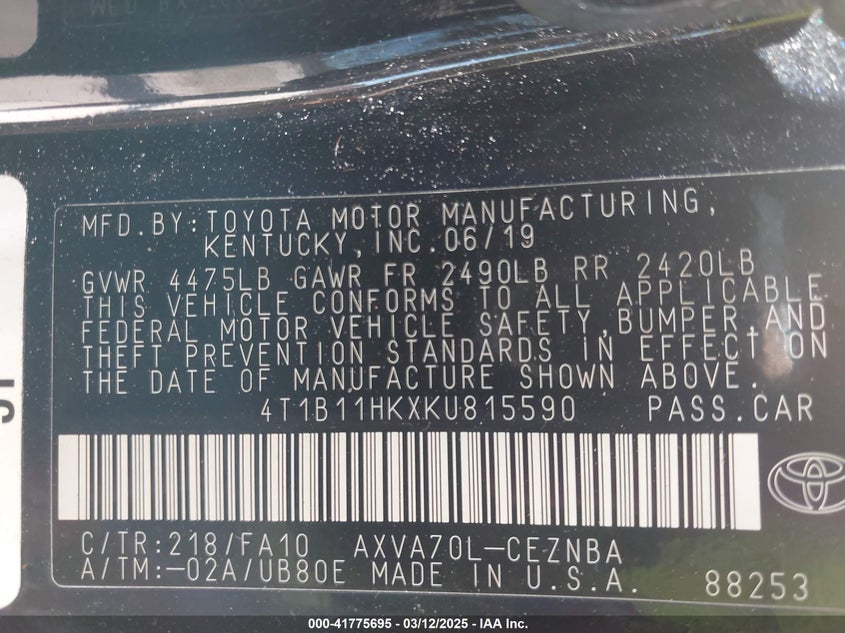 MFD.BY:TOYOTA MOTOR MANUFACTURING,
KENTUCKY,INC.06/19
GVWR 4475LB GAWR FR 2490LB RR 2420LB
THIS VEHICLE CONFORMS TO ALL APPLICABLE
FEDERAL MOTOR VEHICLE SAFETY,BUMPER,AND
THEFT PREVENTION STANDARDS IN EFFECT ON
THE DATE OF MANUFACTURE SHOWN ABOVE.
4T1B11HKXKU815590 PASS.CAR
C/TR:218/FA10 AXVA70L-CEZNBA
A/TM:-02A/UB80E MADE IN U.S.A. 88253
000-41775695 - 03/12/2025 - IAA Inc.